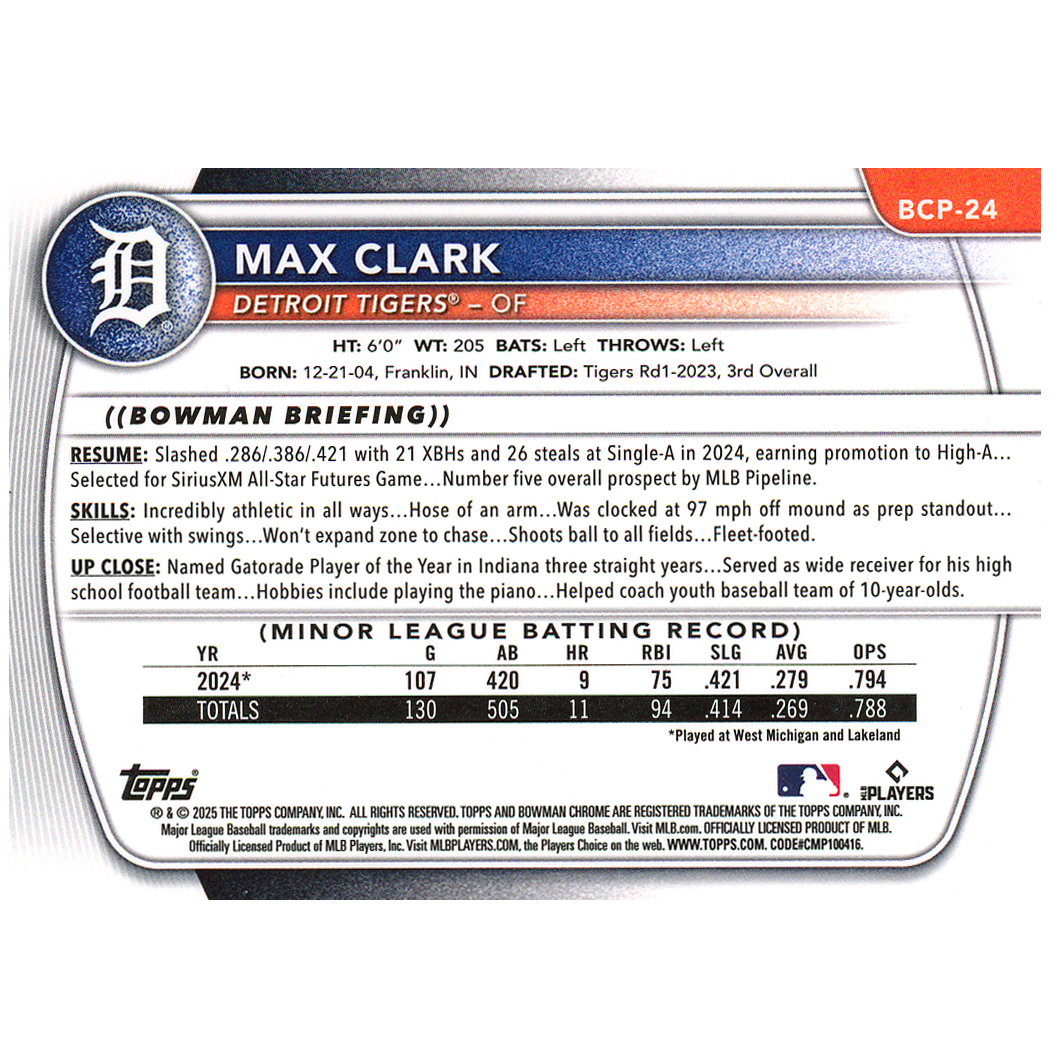 BCP-24
D®
MAX CLARK
DETROIT TIGERS® – OF
HT: 6'0" WT: 205 BATS: Left THROWS: Left
BORN: 12-21-04, Franklin, IN DRAFTED: Tigers Rd1-2023, 3rd Overall
((BOWMAN BRIEFING))
RESUME: Slashed .286/.386/.421 with 21 XBHs and 26 steals at Single-A in 2024, earning promotion to High-A...
Selected for SiriusXM All-Star Futures Game...Number five overall prospect by MLB Pipeline.
SKILLS: Incredibly athletic in all ways...Hose of an arm...Was clocked at 97 mph off mound as prep standout...
Selective with swings...Won't expand zone to chase...Shoots ball to all fields...Fleet-footed.
UP CLOSE: Named Gatorade Player of the Year in Indiana three straight years...Served as wide receiver for his high
school football team...Hobbies include playing the piano...Helped coach youth baseball team of 10-year-olds.
(MINOR LEAGUE BATTING RECORD)
YR G AB HR RBI SLG AVG OPS
2024* 107 420 9 75 .421 .279 .794
TOTALS 130 505 11 94 .414 .269 .788
*Played at West Michigan and Lakeland
topps®
®
MLB PLAYERS
® & © 2025 THE TOPPS COMPANY, INC. ALL RIGHTS RESERVED. TOPPS AND BOWMAN CHROME ARE REGISTERED TRADEMARKS OF THE TOPPS COMPANY, INC.
Major League Baseball trademarks and copyrights are used with permission of Major League Baseball. Visit MLB.com. OFFICIALLY LICENSED PRODUCT OF MLB.
Officially Licensed Product of MLB Players, Inc. Visit MLBPLAYERS.COM, the Players Choice on the web. WWW.TOPPS.COM. CODE#CMP100416.